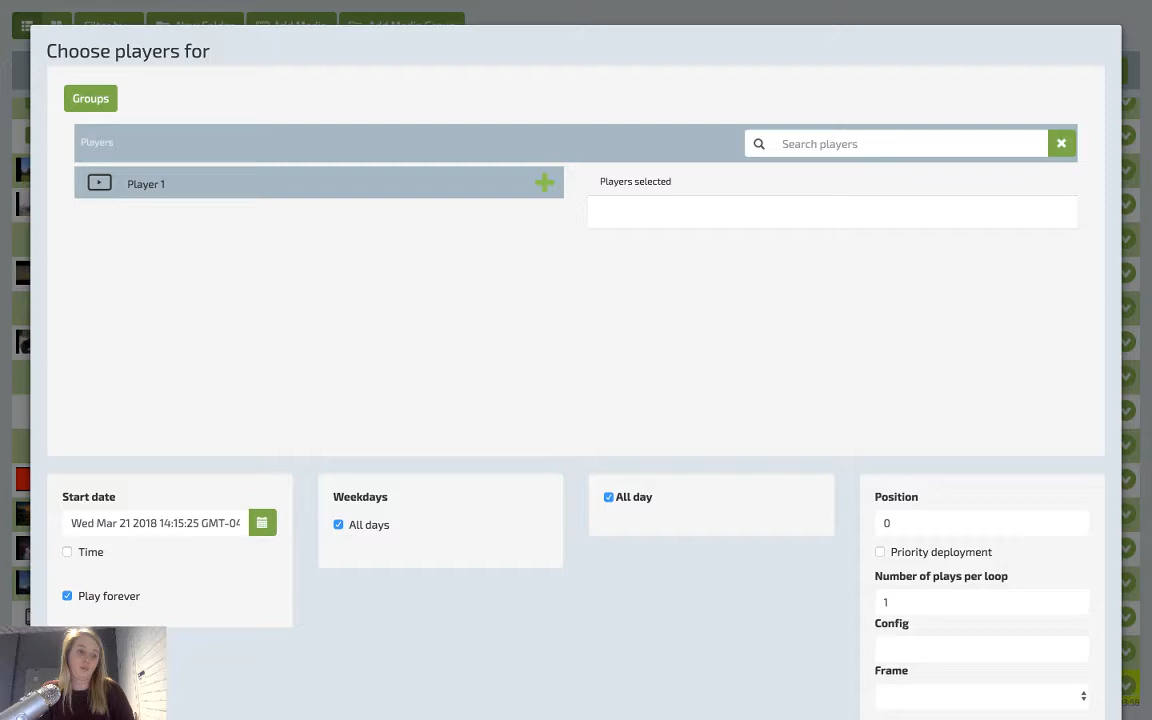 Choose players for
Groups
Players
Search players
Player 1
Players selected
Start date
Wed Mar 21 2018 14:15:25 GMT-04
Time
Play forever
Weekdays
All days
All day
Position
0
Priority deployment
Number of plays per loop
1
Config
Frame